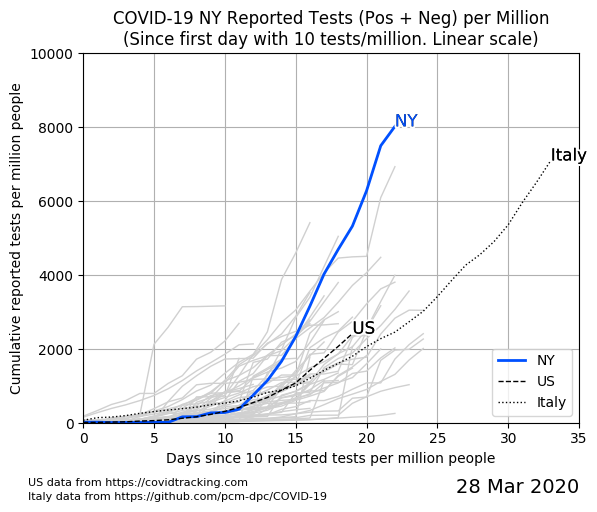 COVID-19 NY Reported Tests (Pos + Neg) per Million
(Since first day with 10 tests/million. Linear scale)
Cumulative reported tests per million people
10000
8000
6000
4000
2000
0
NY
Italy
US
NY
US
Italy
0 5 10 15 20 25 30 35
Days since 10 reported tests per million people
US data from https://covidtracking.com
Italy data from https://github.com/pcm-dpc/COVID-19
28 Mar 2020